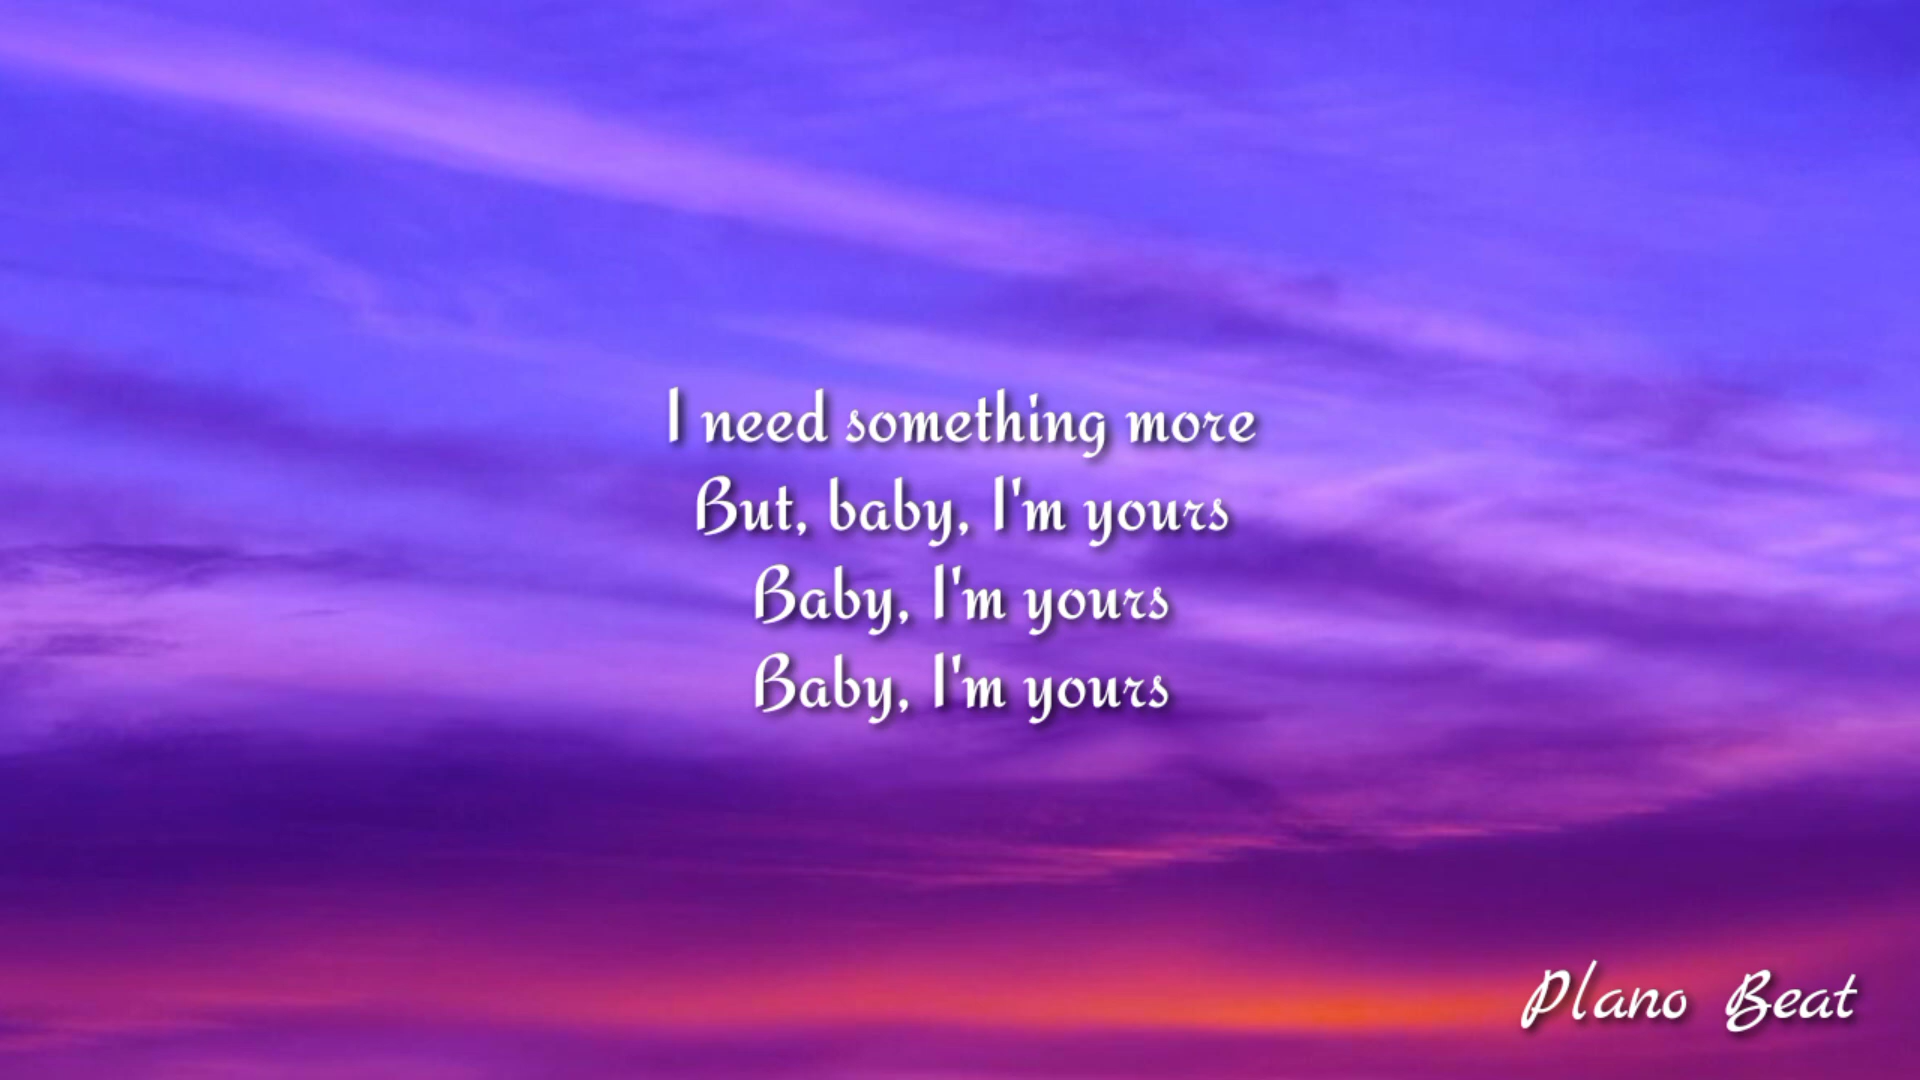 I need something more
But, baby, I'm yours
Baby, I'm yours
Baby, I'm yours
Plano Beat